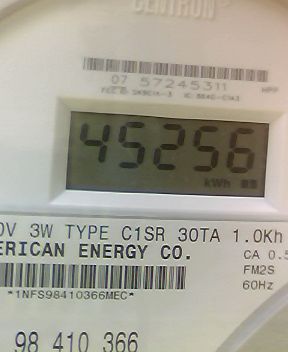 CENTRON
07 57245311
45256
kWh
0V 3W TYPE C1SR 30TA 1.0Kh
ERICAN ENERGY CO.
CA 0.5
FM2S
60Hz
*1NFS98410366MEC*
98 410 366